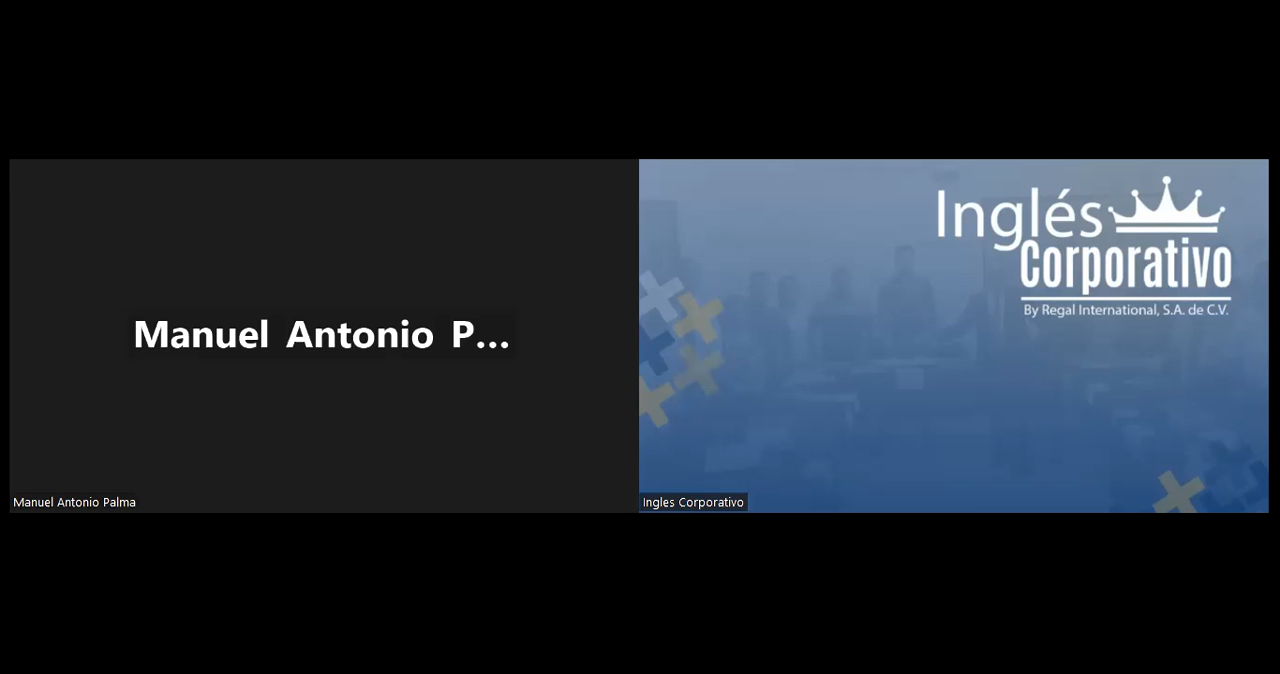 Manuel Antonio P...
Manuel Antonio Palma
Inglés
Corporativo
By Regal International, S.A. de C.V.
Ingles Corporativo